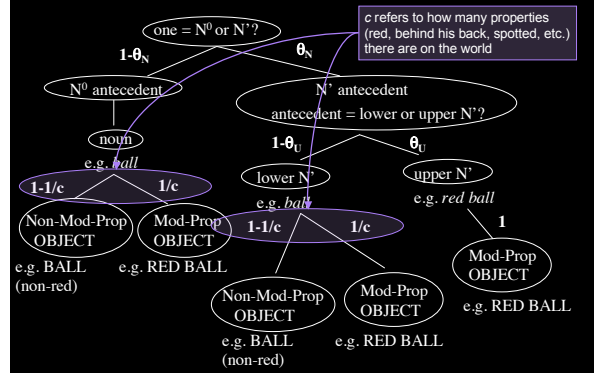 one = N⁰ or N’?
c refers to how many properties
(red, behind his back, spotted, etc.)
there are on the world
1-θN
θN
N⁰ antecedent
N’ antecedent
antecedent = lower or upper N’?
noun
e.g. ball
1-θU
θU
lower N’
upper N’
e.g. ball
e.g. red ball
1-1/c
1/c
1-1/c
1/c
1
Non-Mod-Prop
OBJECT
Mod-Prop
OBJECT
e.g. BALL
(non-red)
e.g. RED BALL
Mod-Prop
OBJECT
e.g. RED BALL
Non-Mod-Prop
OBJECT
Mod-Prop
OBJECT
e.g. BALL
(non-red)
e.g. RED BALL